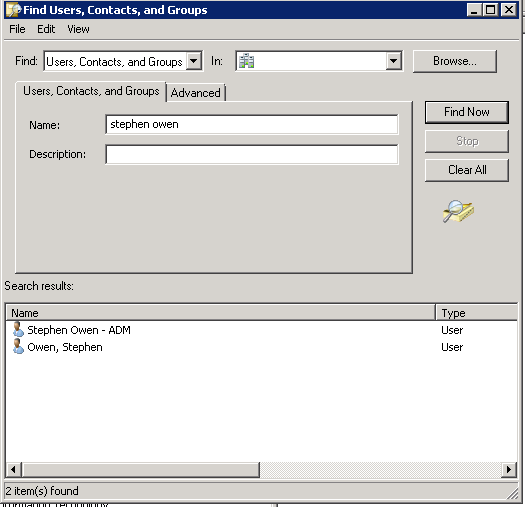 Find Users, Contacts, and Groups
File Edit View
Find: Users, Contacts, and Groups In: Browse...
Users, Contacts, and Groups Advanced
Name: stephen owen
Description:
Find Now
Stop
Clear All
Search results:
Name Type
Stephen Owen - ADM User
Owen, Stephen User
2 item(s) found